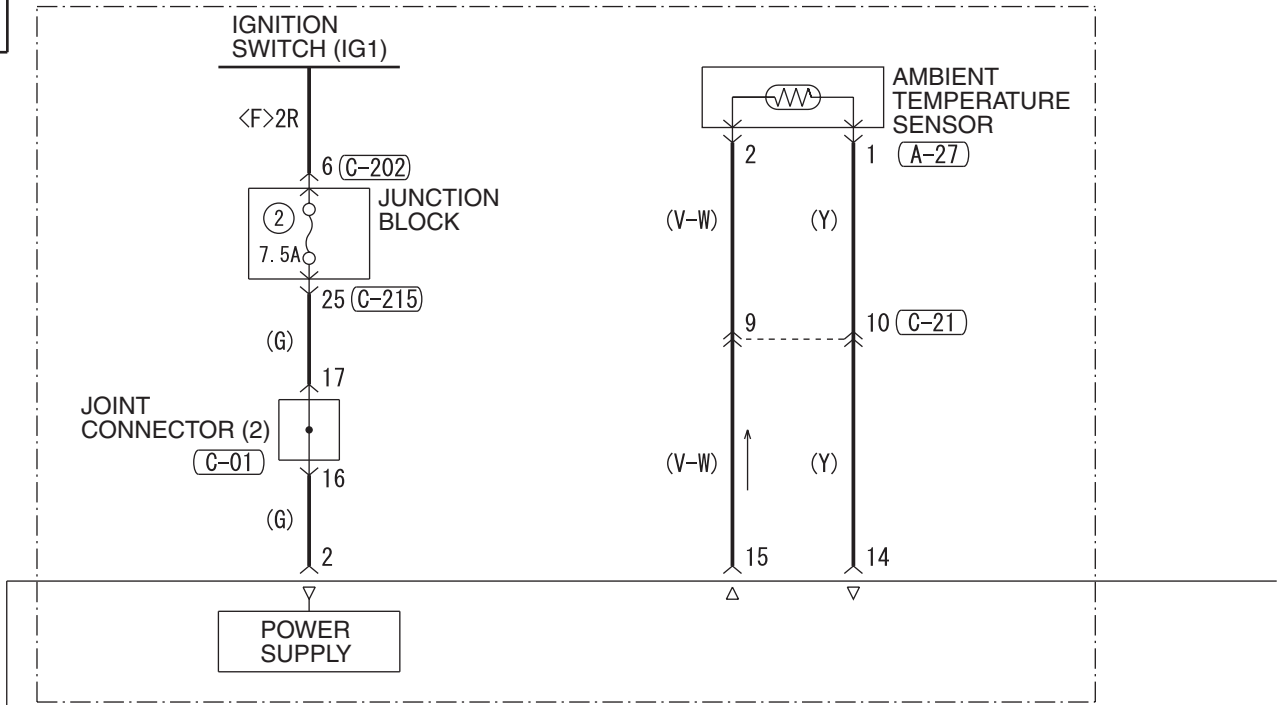 IGNITION
SWITCH (IG1)
<F>2R
6 C-202
JUNCTION
BLOCK
2
7.5A
25 C-215
(G)
17
JOINT
CONNECTOR (2)
C-01
16
(G)
2
POWER
SUPPLY
AMBIENT
TEMPERATURE
SENSOR
2
1 A-27
(V-W)
(Y)
9
10 C-21
(V-W)
(Y)
15
14